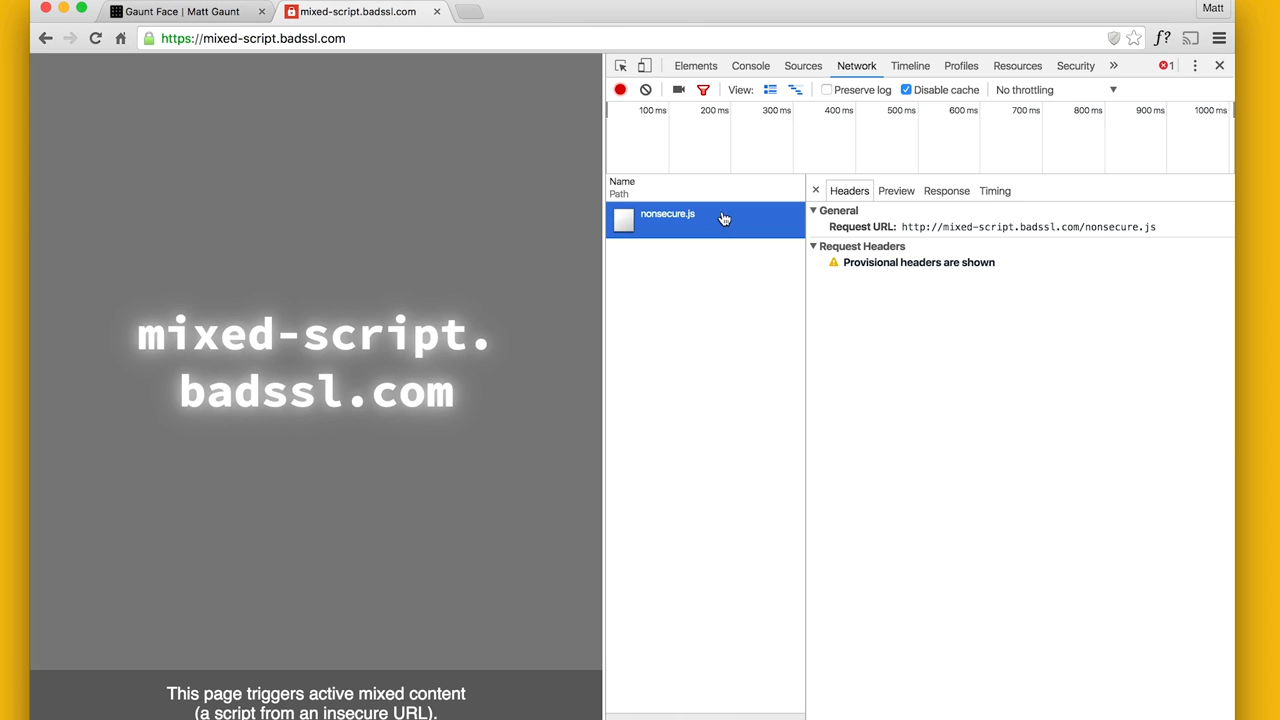 Gaunt Face | Matt Gaunt
mixed-script.badssl.com
Matt
https://mixed-script.badssl.com
f?
Elements Console Sources Network Timeline Profiles Resources Security » 1
View: Preserve log Disable cache No throttling
100 ms 200 ms 300 ms 400 ms 500 ms 600 ms 700 ms 800 ms 900 ms 1000 ms
Name
Path
nonsecure.js
Headers Preview Response Timing
General
Request URL: http://mixed-script.badssl.com/nonsecure.js
Request Headers
Provisional headers are shown
mixed-script.
badssl.com
This page triggers active mixed content
(a script from an insecure URL).